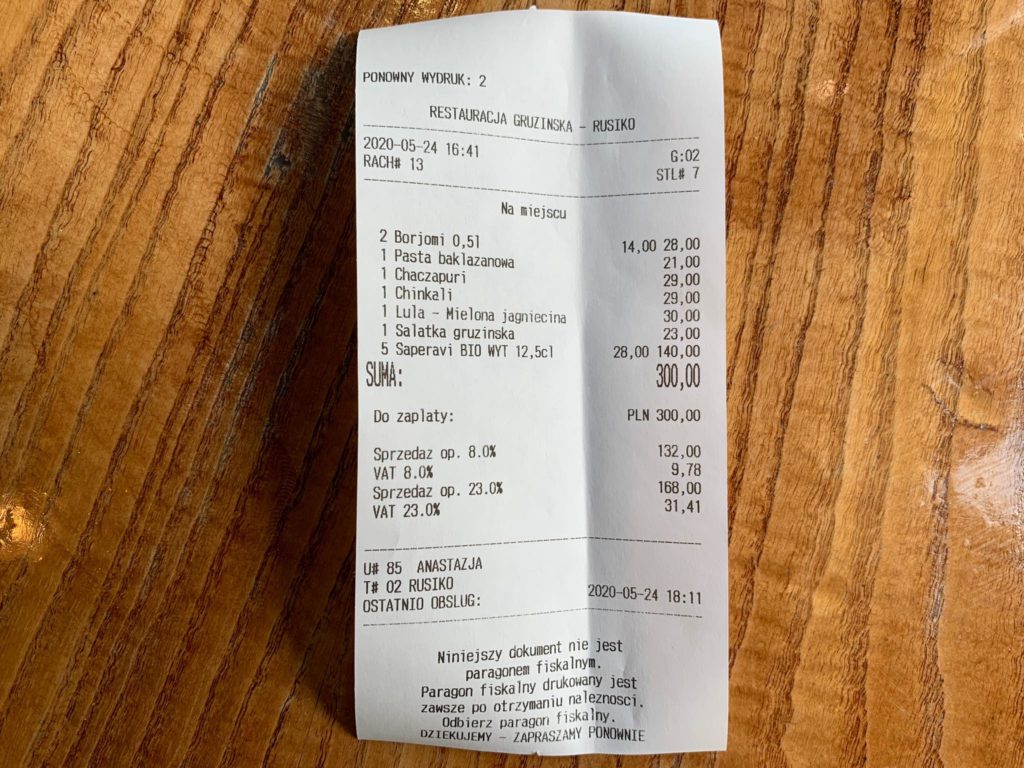 PONOWNY WYDRUK: 2
RESTAURACJA GRUZINSKA - RUSIKO
2020-05-24 16:41 G:02
RACH# 13 STL# 7
Na miejscu
2 Borjomi 0,5l 14,00 28,00
1 Pasta baklazanowa 21,00
1 Chaczapuri 29,00
1 Chinkali 29,00
1 Lula - Mielona jagniecina 30,00
1 Salatka gruzinska 23,00
5 Saperavi BIO WYT 12,5cl 28,00 140,00
SUMA: 300,00
Do zaplaty: PLN 300,00
Sprzedaz op. 8.0% 132,00
VAT 8.0% 9,78
Sprzedaz op. 23.0% 168,00
VAT 23.0% 31,41
U# 85 ANASTAZJA
T# 02 RUSIKO
OSTATNIO OBSLUG: 2020-05-24 18:11
Niniejszy dokument nie jest
paragonem fiskalnym.
Paragon fiskalny drukowany jest
zawsze po otrzymaniu naleznosci.
Odbierz paragon fiskalny.
DZIEKUJEMY - ZAPRASZAMY PONOWNIE